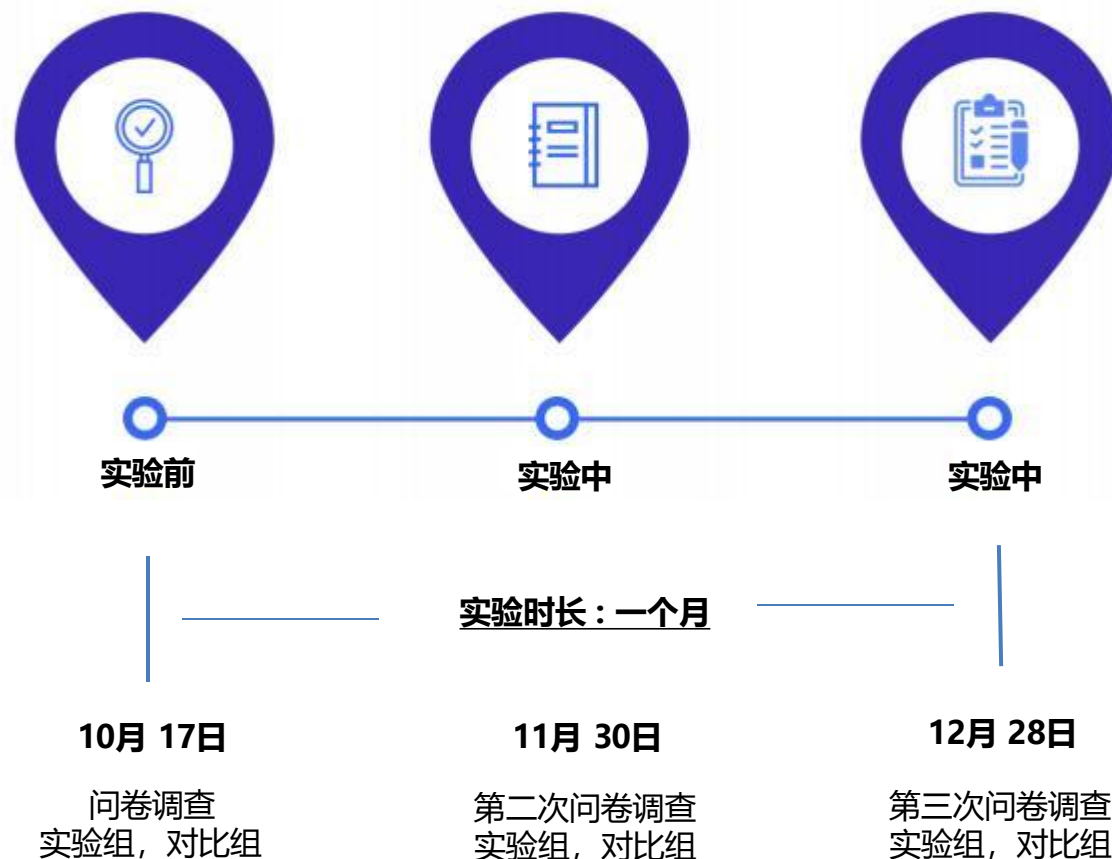 实验前
实验中
实验中
实验时长：一个月
10月 17日
11月 30日
12月 28日
问卷调查
实验组，对比组
第二次问卷调查
实验组，对比组
第三次问卷调查
实验组，对比组